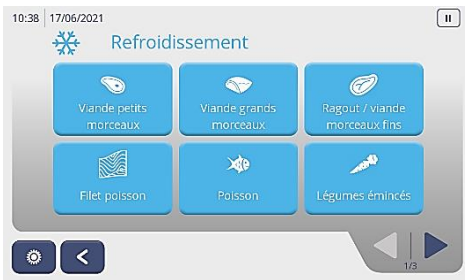 10:38 17/06/2021
Refroidissement
Viande petits
morceaux
Viande grands
morceaux
Ragout / viande
morceaux fins
Filet poisson
Poisson
Légumes émincés
1/3